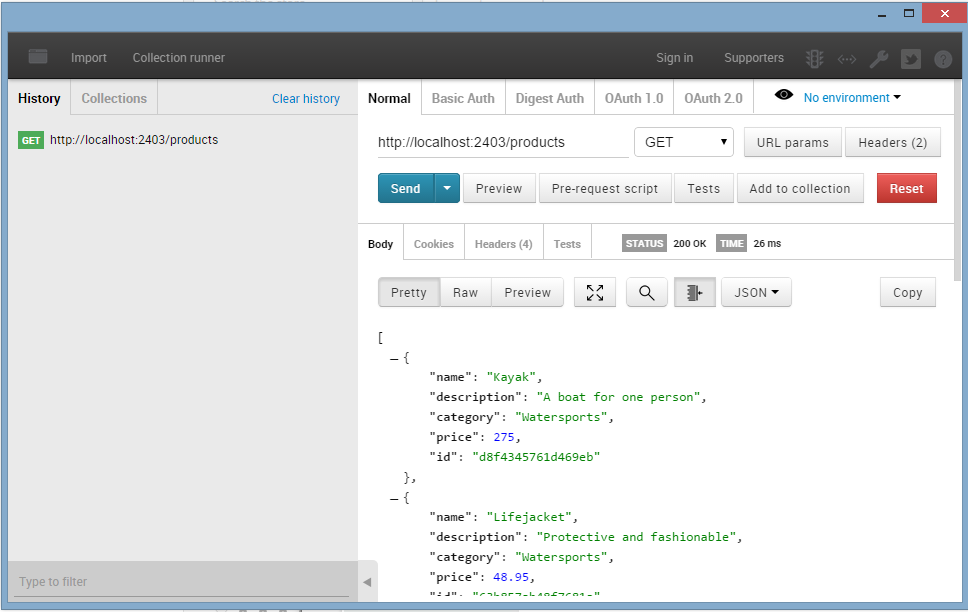 Import Collection runner Sign in Supporters
History Collections Clear history
GET http://localhost:2403/products
Normal Basic Auth Digest Auth OAuth 1.0 OAuth 2.0 No environment
http://localhost:2403/products GET URL params Headers (2)
Send Preview Pre-request script Tests Add to collection Reset
Body Cookies Headers (4) Tests STATUS 200 OK TIME 26 ms
Pretty Raw Preview JSON Copy
[
– {
"name": "Kayak",
"description": "A boat for one person",
"category": "Watersports",
"price": 275,
"id": "d8f4345761d469eb"
},
– {
"name": "Lifejacket",
"description": "Protective and fashionable",
"category": "Watersports",
"price": 48.95,
Type to filter